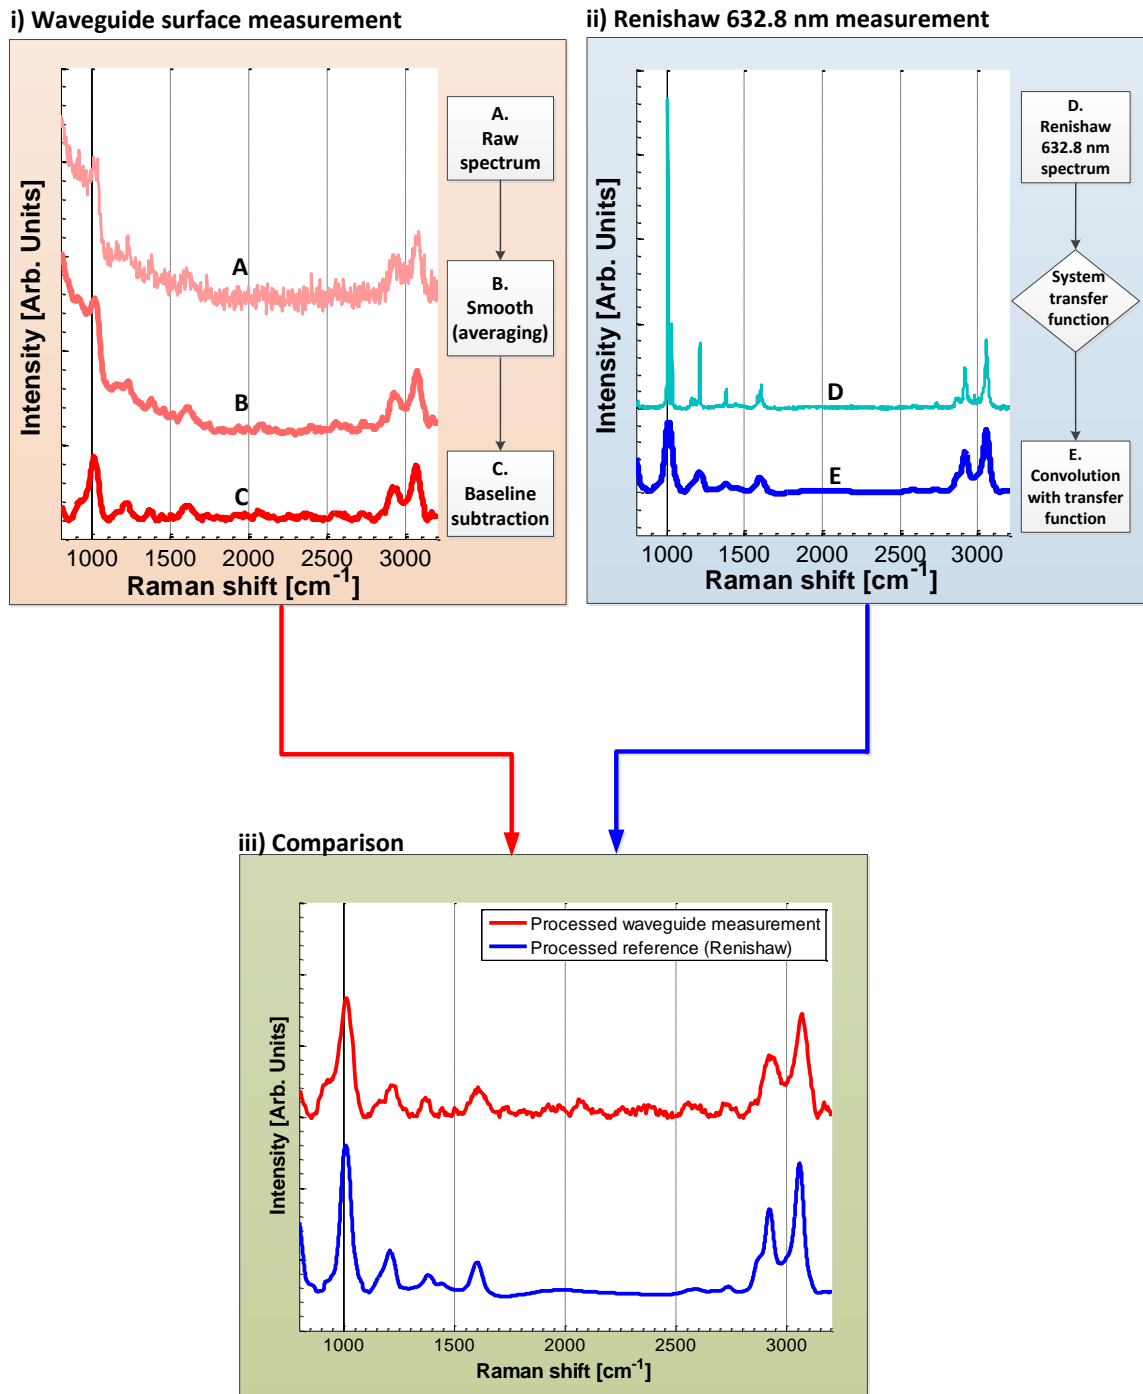 i) Waveguide surface measurement
Intensity [Arb. Units]
A
B
C
1000 1500 2000 2500 3000
Raman shift [cm-1]
A.
Raw
spectrum
B.
Smooth
(averaging)
C.
Baseline
subtraction
ii) Renishaw 632.8 nm measurement
Intensity [Arb. Units]
D
E
1000 1500 2000 2500 3000
Raman shift [cm-1]
D.
Renishaw
632.8 nm
spectrum
System
transfer
function
E.
Convolution
with transfer
function
iii) Comparison
Processed waveguide measurement
Processed reference (Renishaw)
Intensity [Arb. Units]
1000 1500 2000 2500 3000
Raman shift [cm-1]